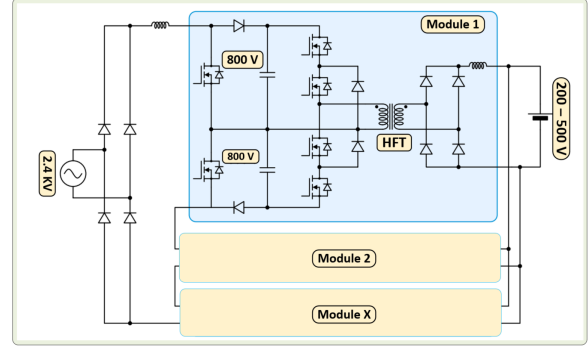 Module 1
800 V
800 V
HFT
2.4 KV
200 – 500 V
Module 2
Module X